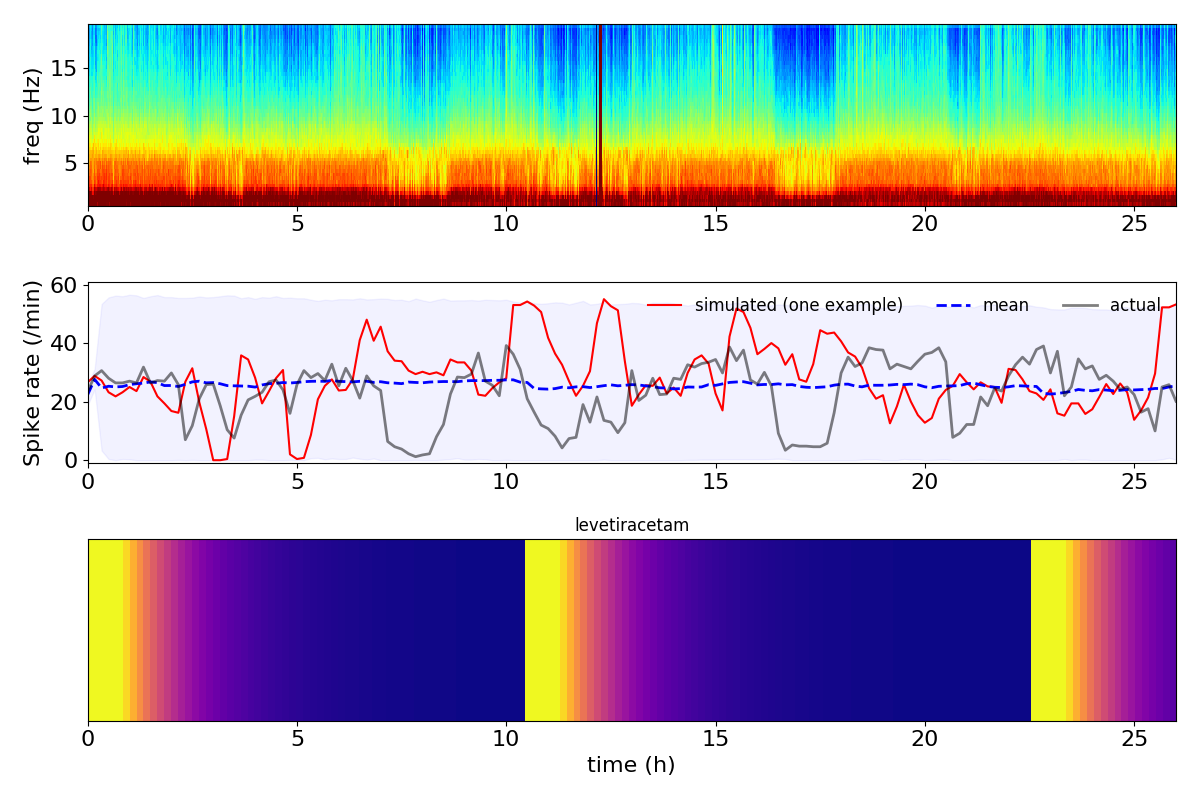 freq (Hz)
15
10
5
0 5 10 15 20 25
Spike rate (/min)
60
40
20
0
simulated (one example) mean actual
0 5 10 15 20 25
levetiracetam
0 5 10 15 20 25
time (h)